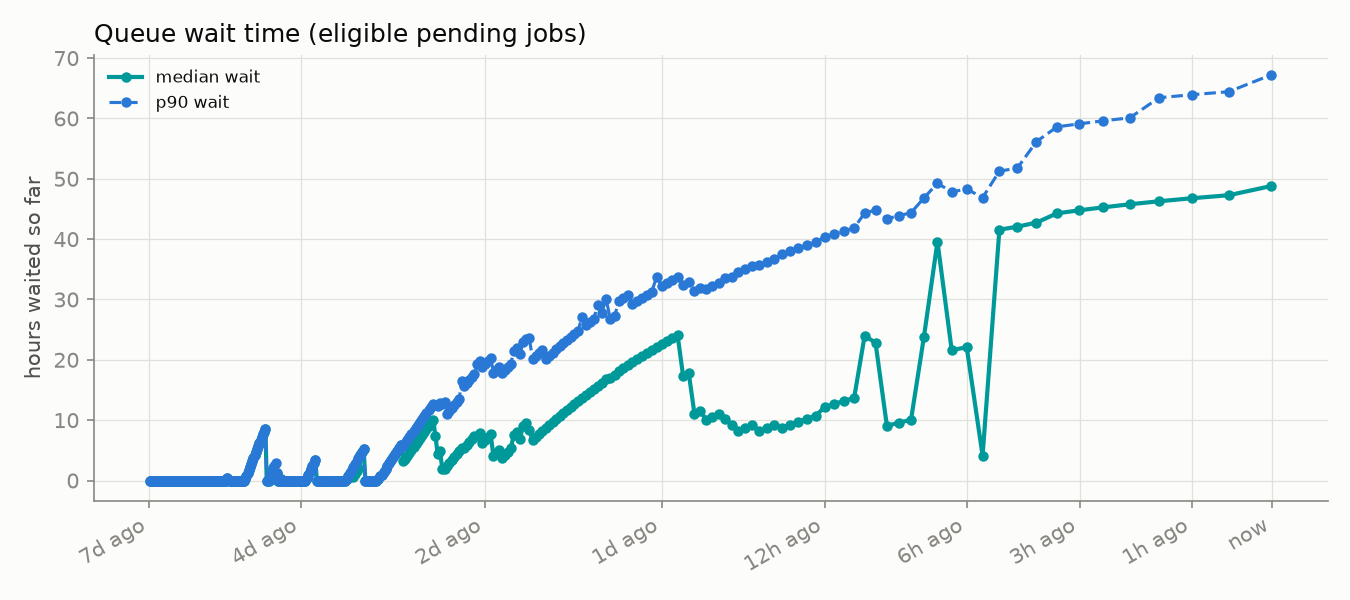 Queue wait time (eligible pending jobs)
median wait
p90 wait
hours waited so far
70
60
50
40
30
20
10
0
7d ago
4d ago
2d ago
1d ago
12h ago
6h ago
3h ago
1h ago
now